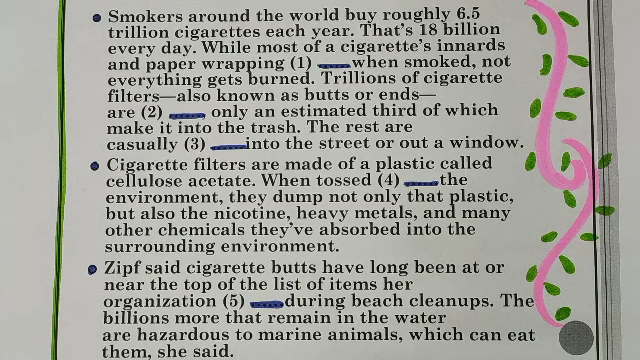 • Smokers around the world buy roughly 6.5
trillion cigarettes each year. That's 18 billion
every day. While most of a cigarette's innards
and paper wrapping (1) ____ when smoked, not
everything gets burned. Trillions of cigarette
filters—also known as butts or ends—
are (2) ____ only an estimated third of which
make it into the trash. The rest are
casually (3) ____ into the street or out a window.
• Cigarette filters are made of a plastic called
cellulose acetate. When tossed (4) ____ the
environment, they dump not only that plastic,
but also the nicotine, heavy metals, and many
other chemicals they've absorbed into the
surrounding environment.
• Zipf said cigarette butts have long been at or
near the top of the list of items her
organization (5) ____ during beach cleanups. The
billions more that remain in the water
are hazardous to marine animals, which can eat
them, she said.